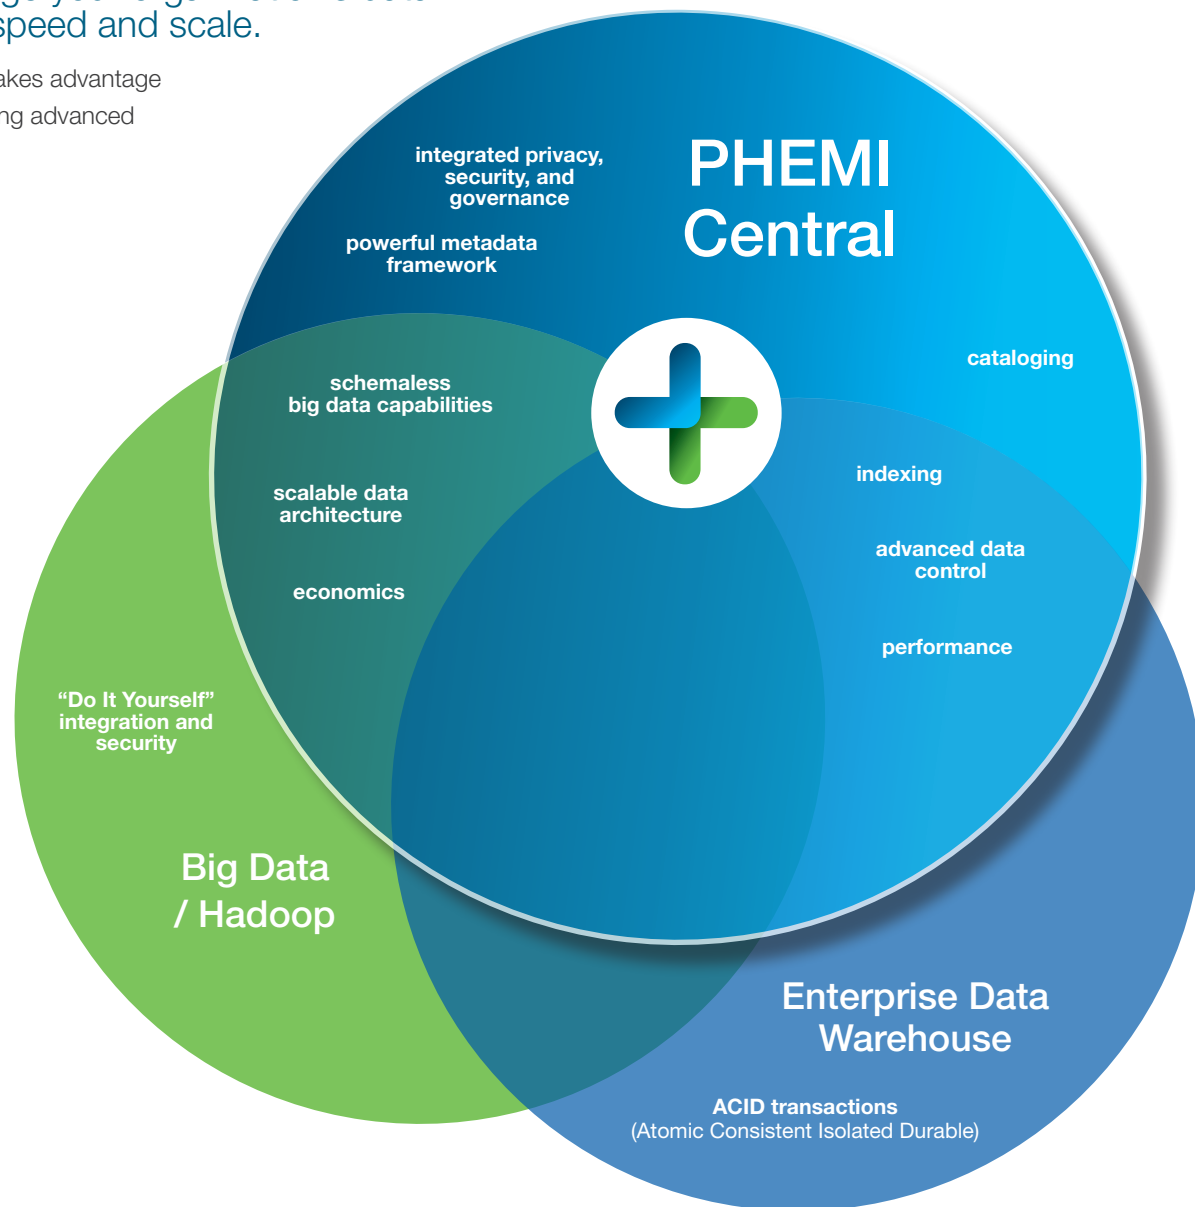 speed and scale.
akes advantage
ng advanced
integrated privacy,
security, and
governance
powerful metadata
framework
PHEMI
Central
cataloging
schemaless
big data capabilities
scalable data
architecture
economics
indexing
advanced data
control
performance
“Do It Yourself”
integration and
security
Big Data
/ Hadoop
Enterprise Data
Warehouse
ACID transactions
(Atomic Consistent Isolated Durable)